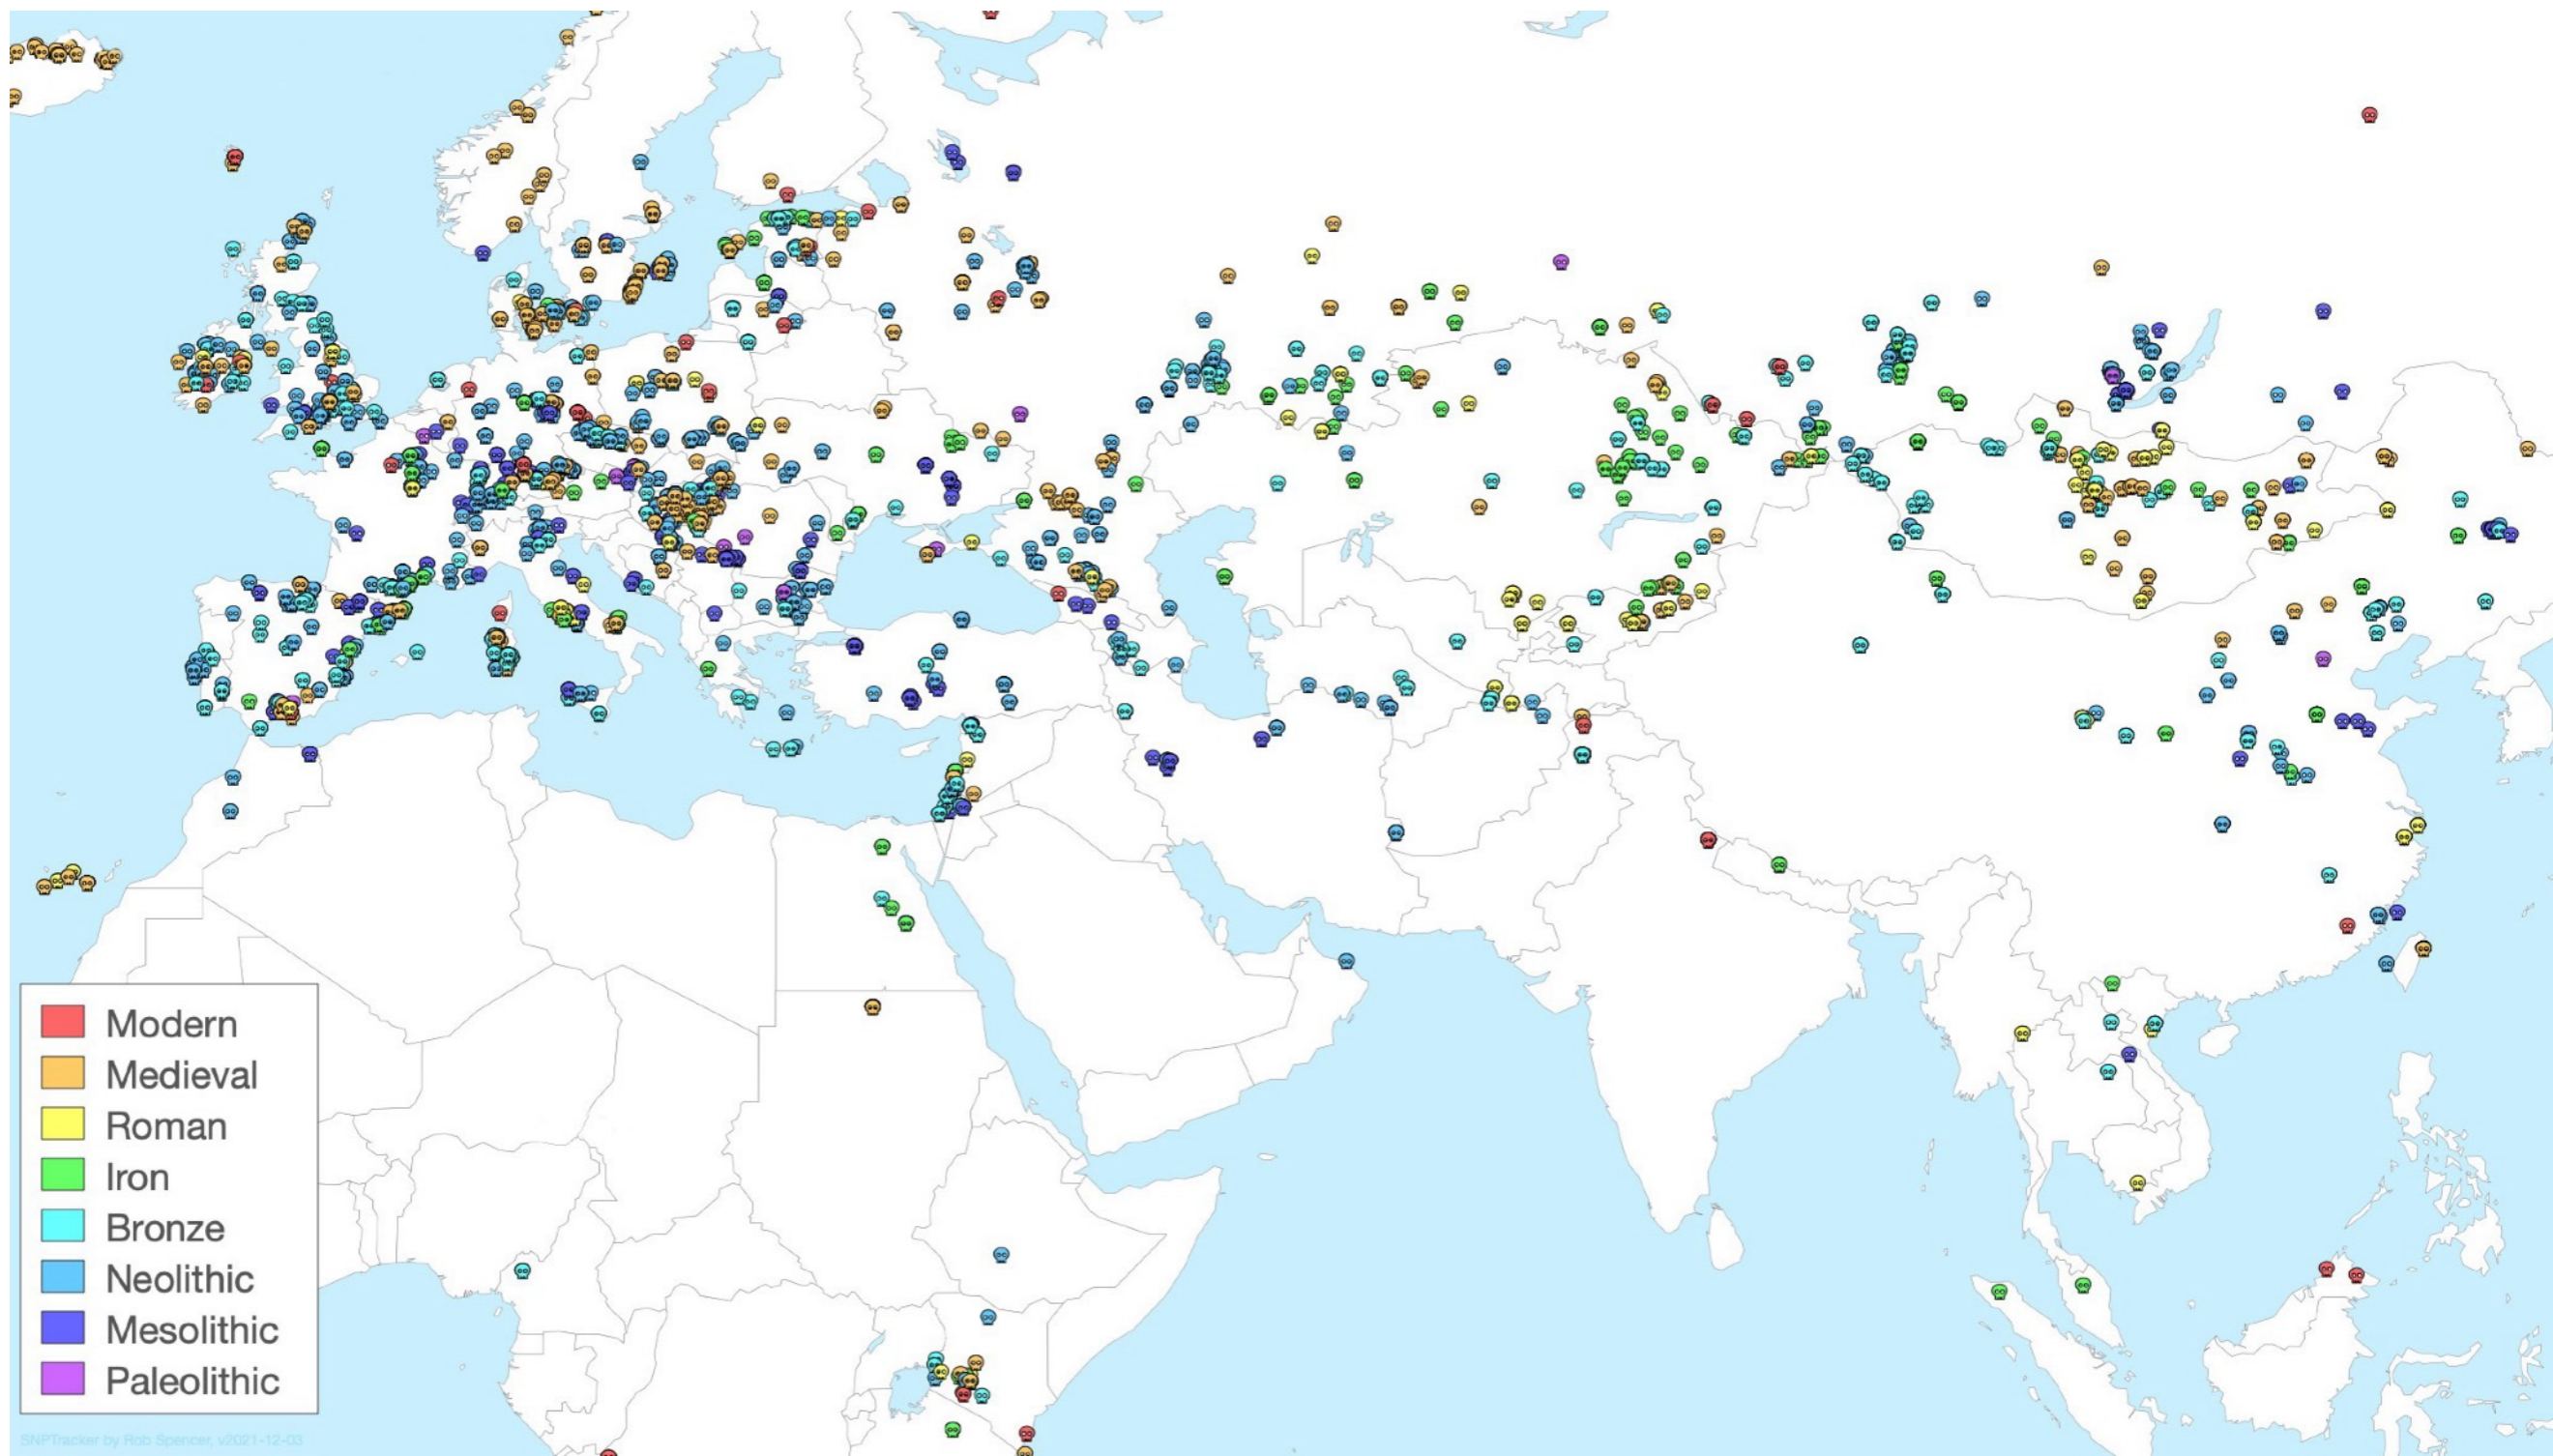 Modern
Medieval
Roman
Iron
Bronze
Neolithic
Mesolithic
Paleolithic
SNPTracker by Rob Spencer, v2021-12-03